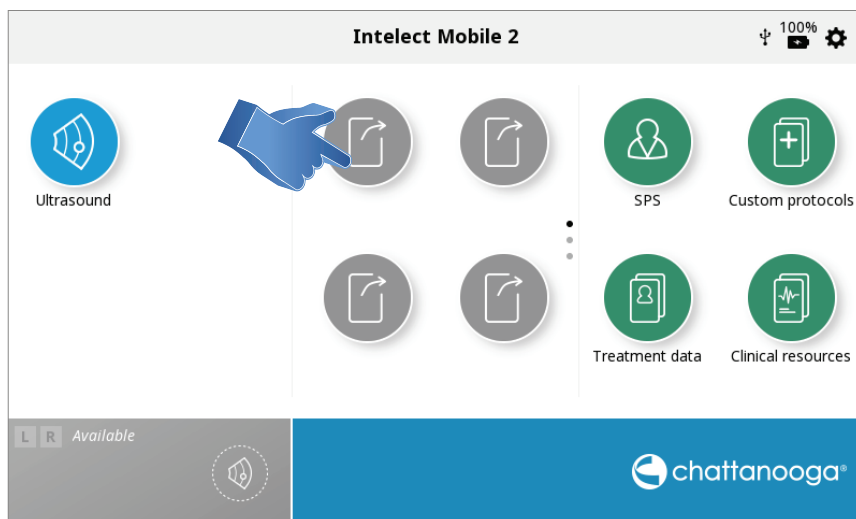 Intelect Mobile 2
100%
Ultrasound
SPS
Custom protocols
Treatment data
Clinical resources
L R Available
chattanooga®